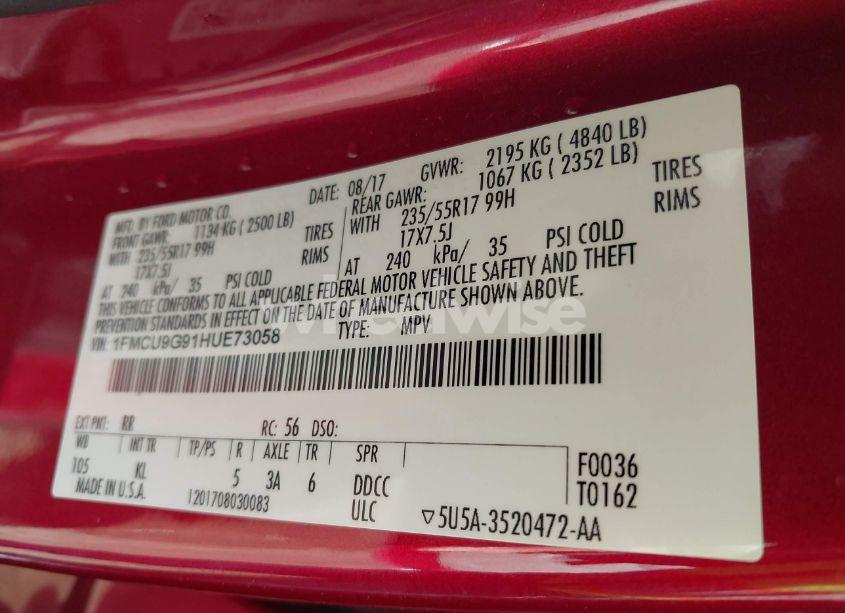 MFD. BY FORD MOTOR CO. DATE: 08/17 GVWR: 2195 KG ( 4840 LB)
FRONT GAWR: 1134 KG ( 2500 LB) REAR GAWR: 1067 KG ( 2352 LB)
WITH 235/55R17 99H TIRES WITH 235/55R17 99H TIRES
17X7.5J RIMS 17X7.5J RIMS
AT 240 kPa/ 35 PSI COLD AT 240 kPa/ 35 PSI COLD
THIS VEHICLE CONFORMS TO ALL APPLICABLE FEDERAL MOTOR VEHICLE SAFETY AND THEFT
PREVENTION STANDARDS IN EFFECT ON THE DATE OF MANUFACTURE SHOWN ABOVE.
VIN: 1FMCU9G91HUE73058 TYPE: MPV
EXT PNT: RR RC: 56 DSO:
WB INT TR TP/PS R AXLE TR SPR
105 KL 5 3A 6 DDCC F0036
MADE IN U.S.A. 1201708030083 ULC T0162
▽5U5A-3520472-AA